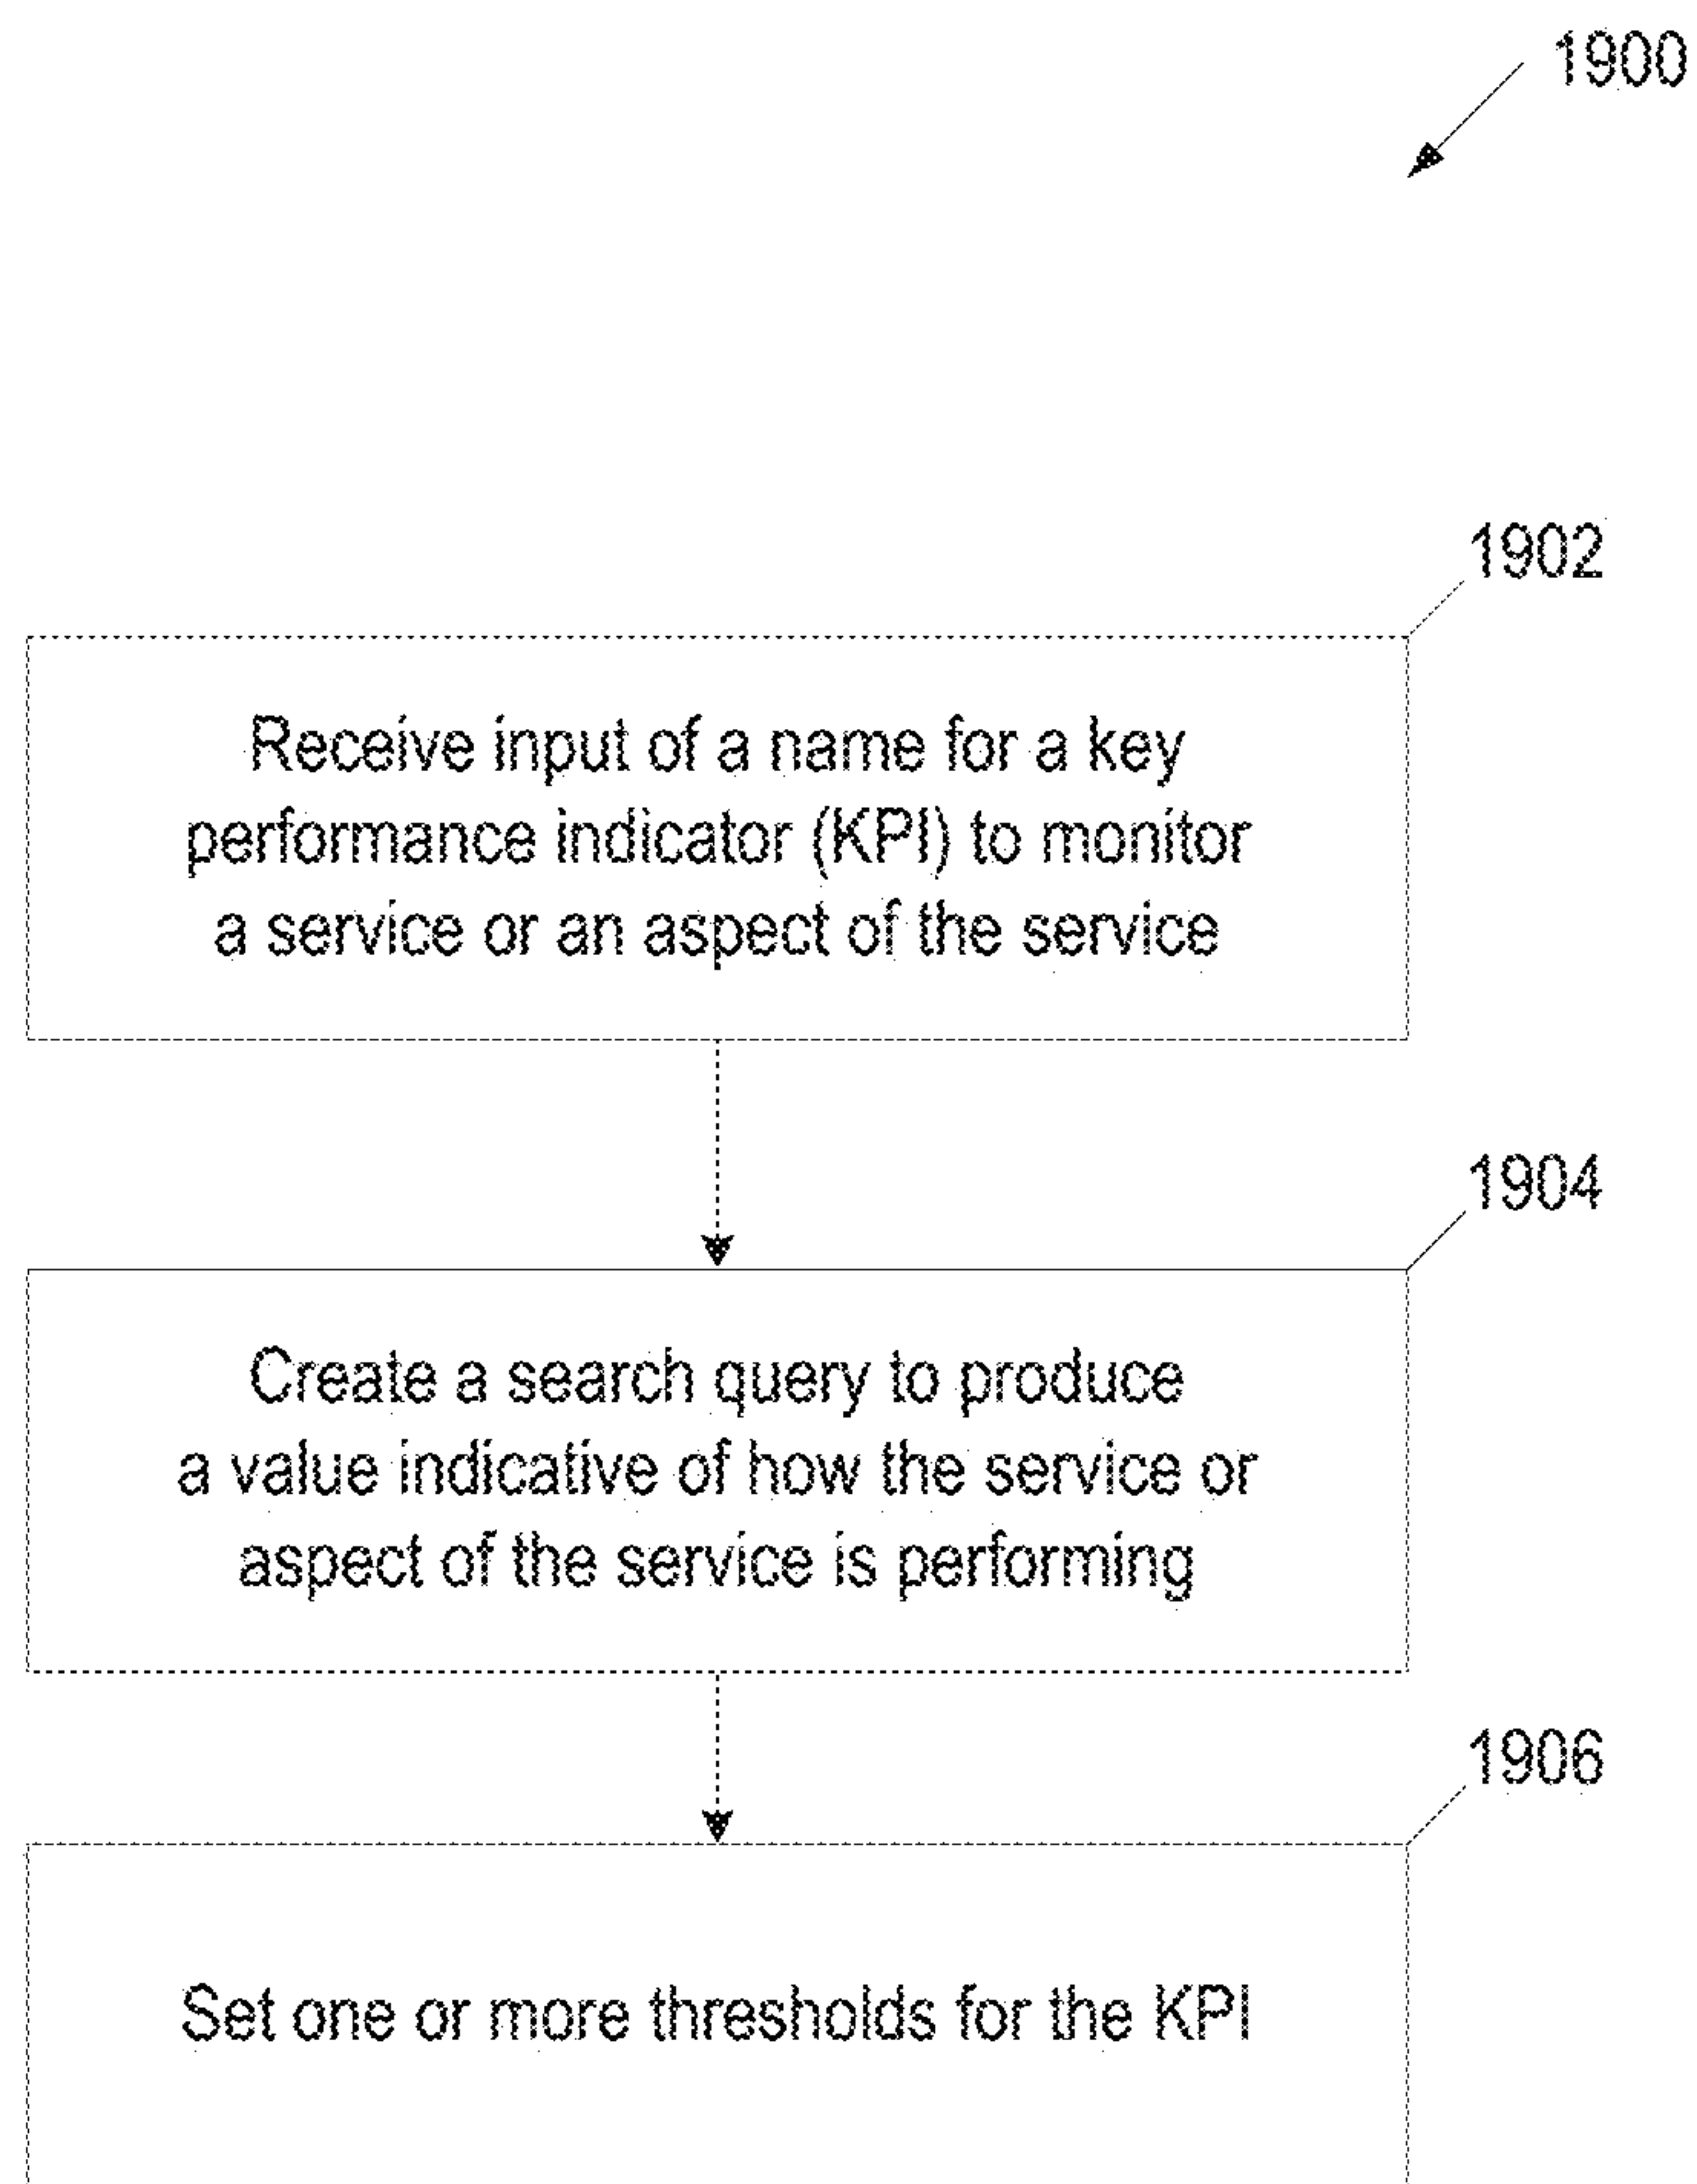 1900
1902
Receive input of a name for a key
performance indicator (KPI) to monitor
a service or an aspect of the service
1904
Create a search query to produce
a value indicative of how the service or
aspect of the service is performing
1906
Set one or more thresholds for the KPI